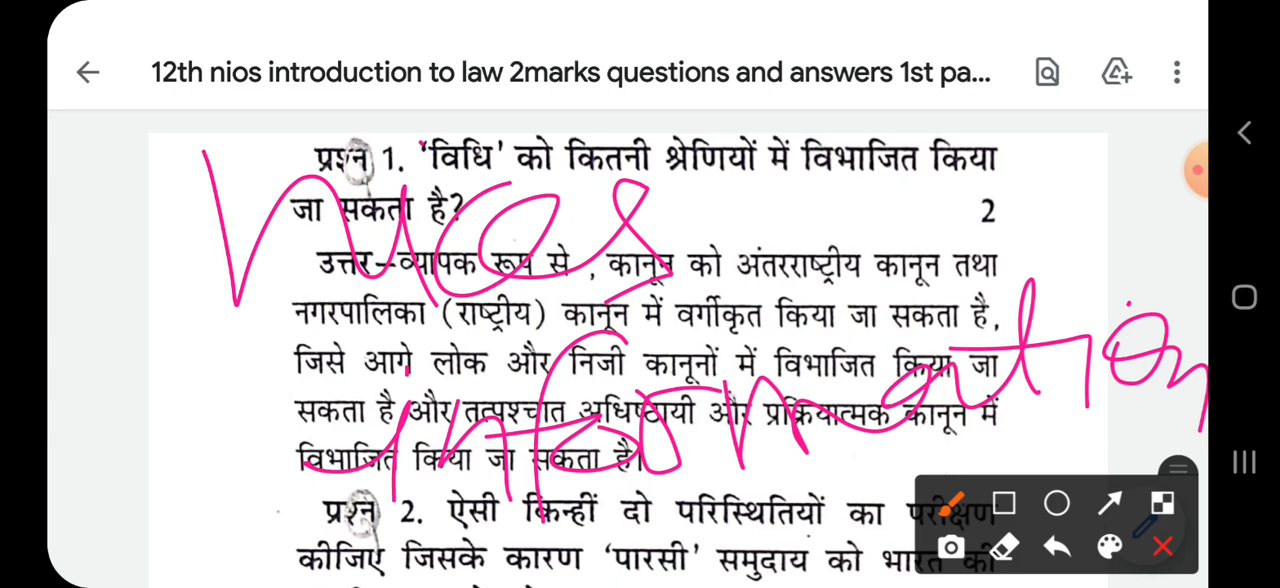 12th nios introduction to law 2marks questions and answers 1st pa...
प्रश्न 1. 'विधि' को कितनी श्रेणियों में विभाजित किया
जा सकता है? 2
उत्तर–व्यापक रूप से, कानून को अंतरराष्ट्रीय कानून तथा
नगरपालिका (राष्ट्रीय) कानून में वर्गीकृत किया जा सकता है,
जिसे आगे लोक और निजी कानूनों में विभाजित किया जा
सकता है और तत्पश्चात अधिष्ठायी और प्रक्रियात्मक कानून में
विभाजित किया जा सकता है।
प्रश्न 2. ऐसी किन्हीं दो परिस्थितियों का परीक्षण
कीजिए जिसके कारण 'पारसी' समुदाय को भारत की